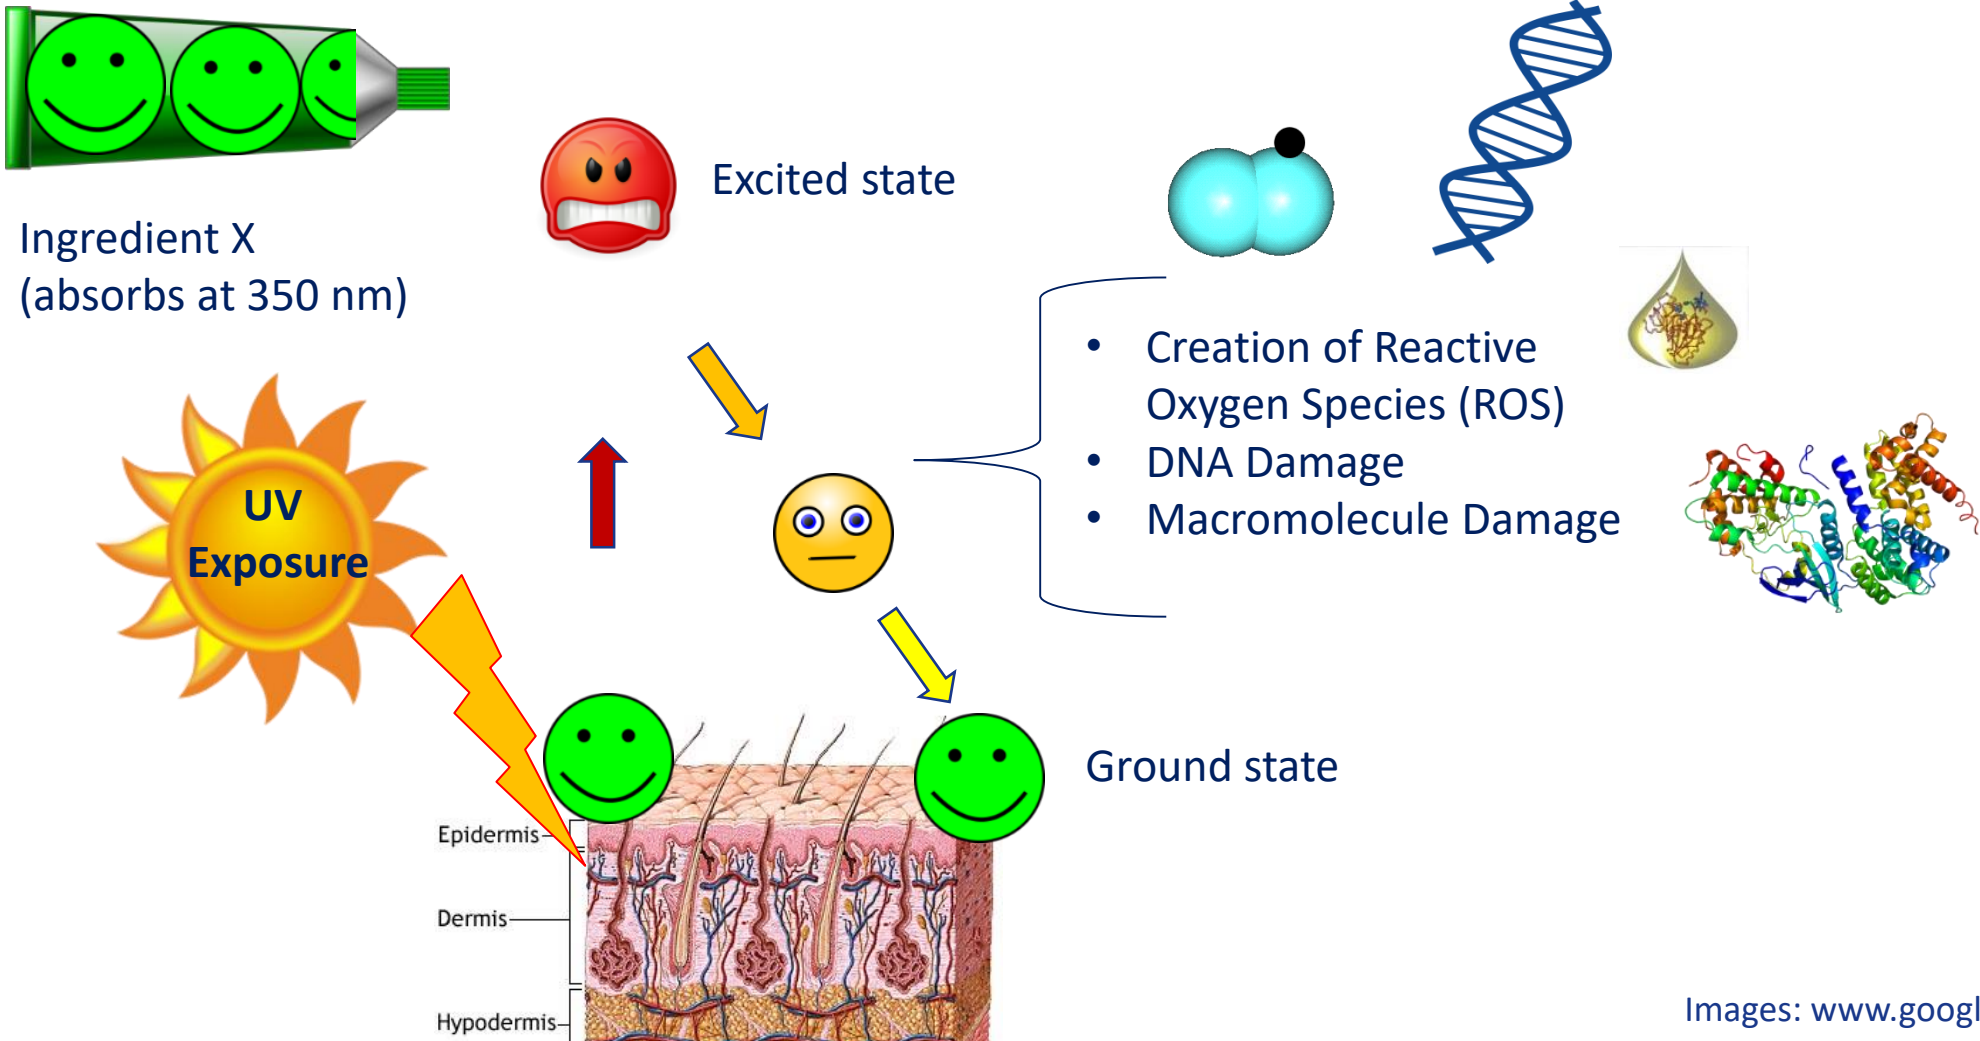 Ingredient X
(absorbs at 350 nm)
Excited state
UV
Exposure
• Creation of Reactive
Oxygen Species (ROS)
• DNA Damage
• Macromolecule Damage
Ground state
Epidermis
Dermis
Hypodermis
Images: www.googl